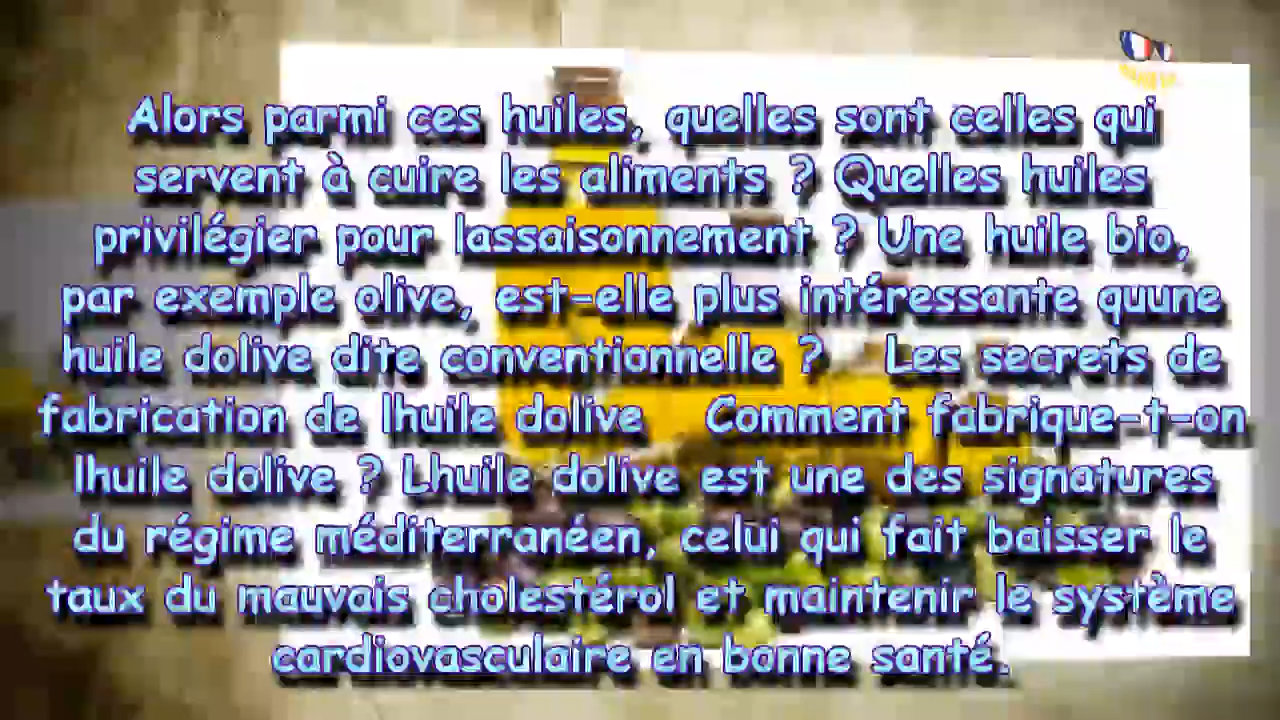 Alors parmi ces huiles, quelles sont celles qui
servent à cuire les aliments ? Quelles huiles
privilégier pour lassaisonnement ? Une huile bio,
par exemple olive, est-elle plus intéressante quune
huile dolive dite conventionnelle ? Les secrets de
fabrication de lhuile dolive Comment fabrique-t-on
lhuile dolive ? Lhuile dolive est une des signatures
du régime méditerranéen, celui qui fait baisser le
taux du mauvais cholestérol et maintenir le système
cardiovasculaire en bonne santé.